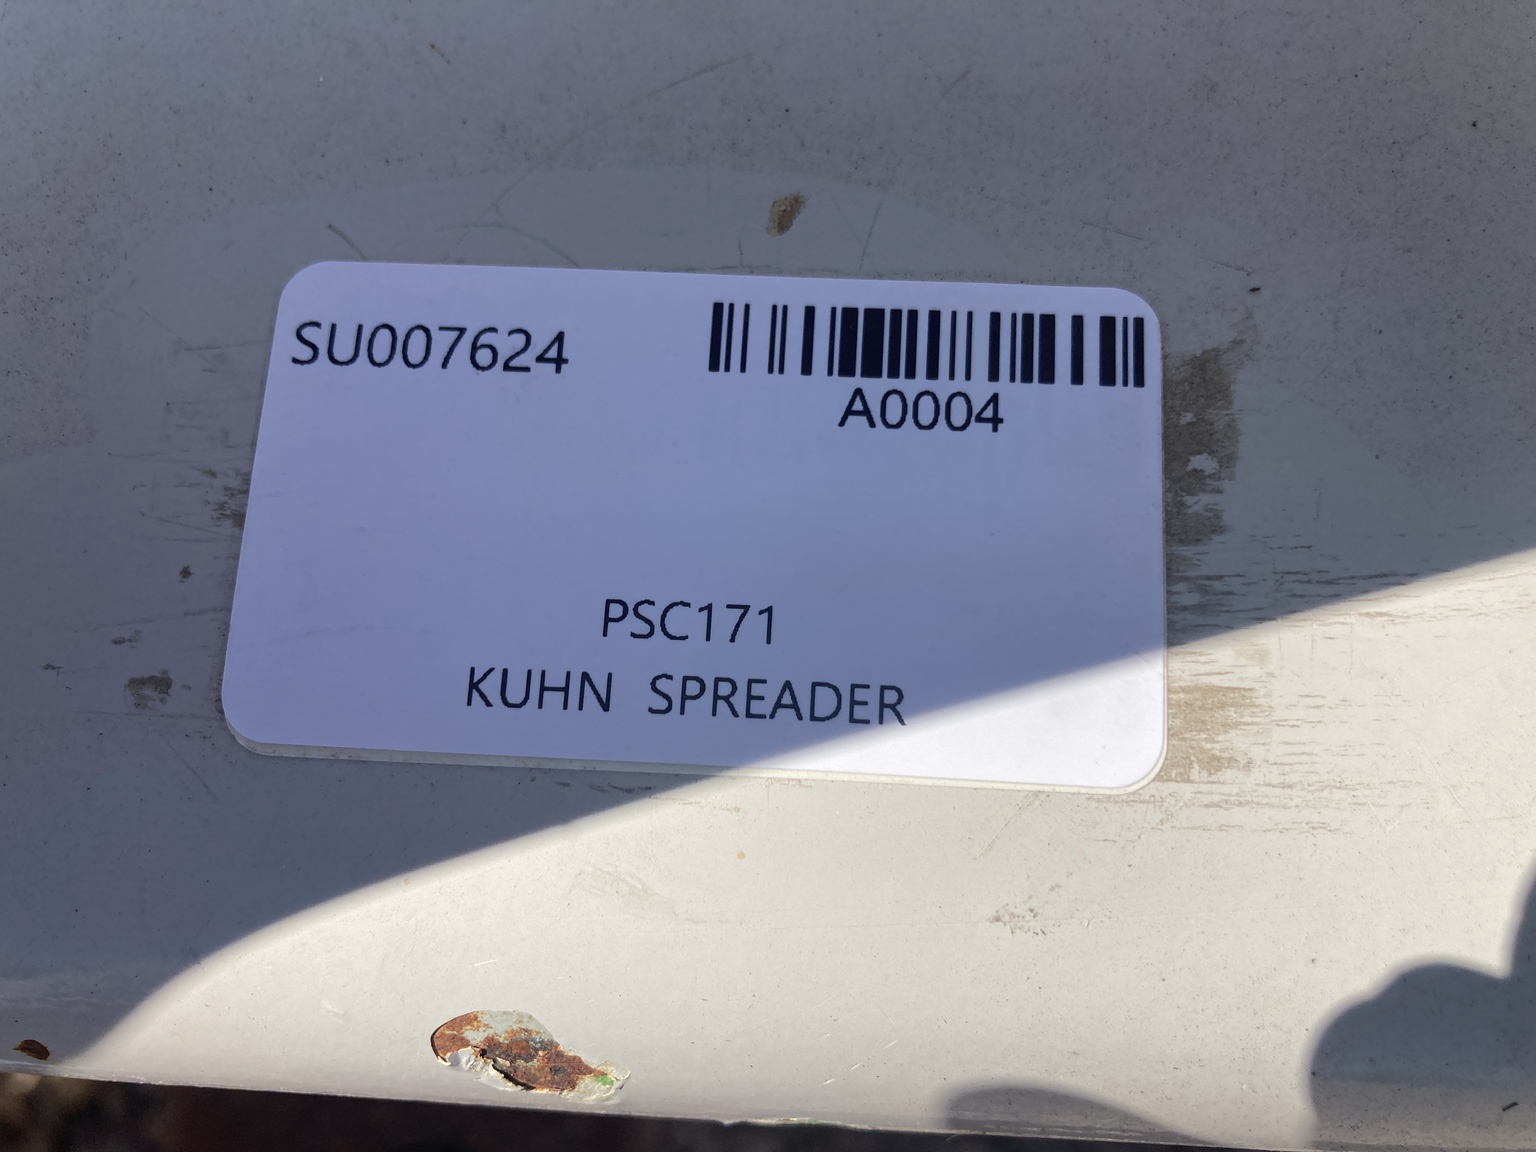 SU007624
A0004
PSC171
KUHN SPREADER